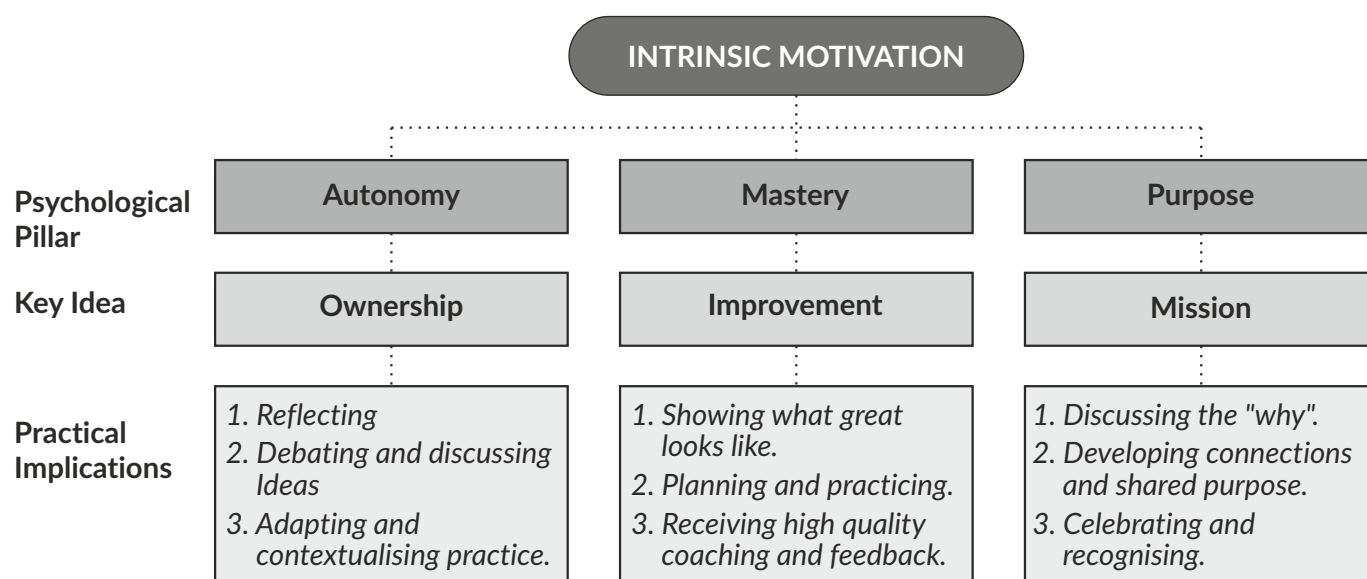 INTRINSIC MOTIVATION
Psychological
Pillar
Autonomy
Mastery
Purpose
Key Idea
Ownership
Improvement
Mission
Practical
Implications
1. Reflecting
2. Debating and discussing
Ideas
3. Adapting and
contextualising practice.
1. Showing what great
looks like.
2. Planning and practicing.
3. Receiving high quality
coaching and feedback.
1. Discussing the "why".
2. Developing connections
and shared purpose.
3. Celebrating and
recognising.